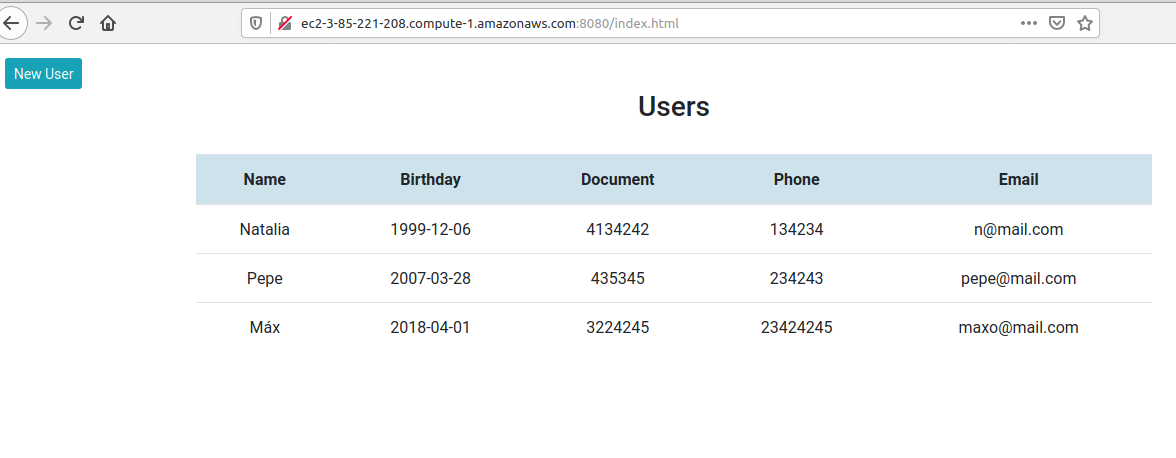 ec2-3-85-221-208.compute-1.amazonaws.com:8080/index.html
New User
Users
Name Birthday Document Phone Email
Natalia 1999-12-06 4134242 134234 n@mail.com
Pepe 2007-03-28 435345 234243 pepe@mail.com
Máx 2018-04-01 3224245 23424245 maxo@mail.com